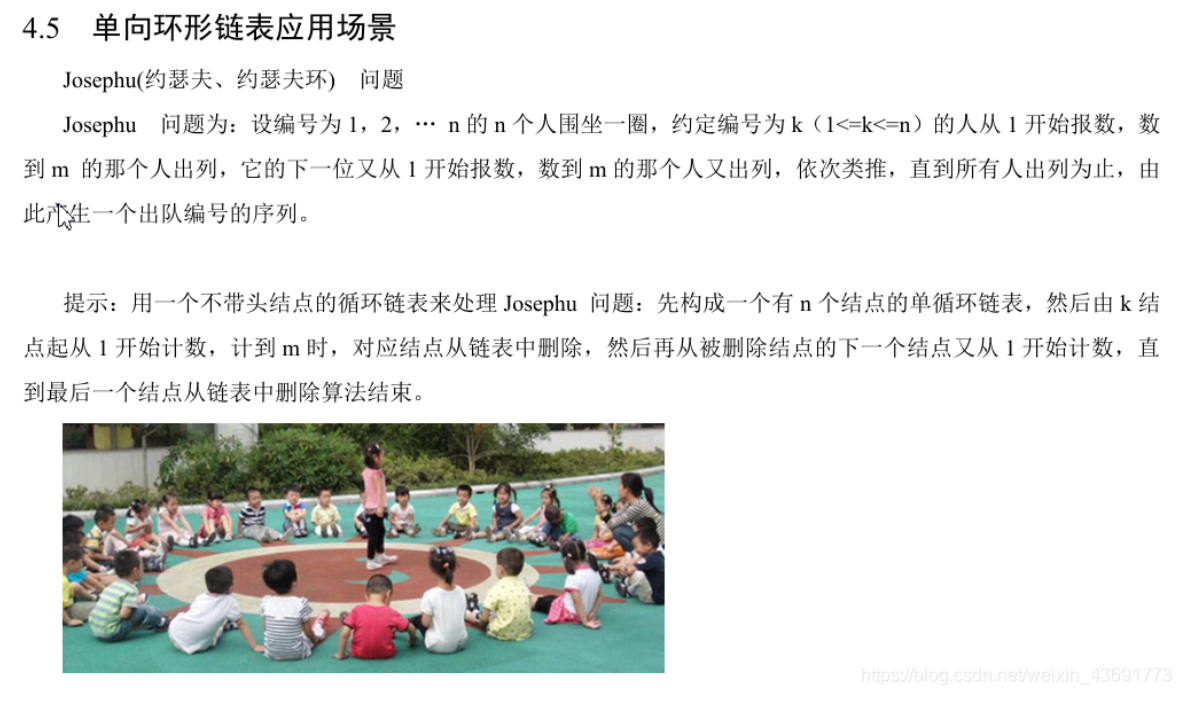 4.5 单向环形链表应用场景
Josephu(约瑟夫、约瑟夫环) 问题
Josephu 问题为：设编号为 1，2，… n 的 n 个人围坐一圈，约定编号为 k（1<=k<=n）的人从 1 开始报数，数
到 m 的那个人出列，它的下一位又从 1 开始报数，数到 m 的那个人又出列，依次类推，直到所有人出列为止，由
此产生一个出队编号的序列。
提示：用一个不带头结点的循环链表来处理 Josephu 问题：先构成一个有 n 个结点的单循环链表，然后由 k 结
点起从 1 开始计数，计到 m 时，对应结点从链表中删除，然后再从被删除结点的下一个结点又从 1 开始计数，直
到最后一个结点从链表中删除算法结束。
https://blog.csdn.net/weixin_43691773